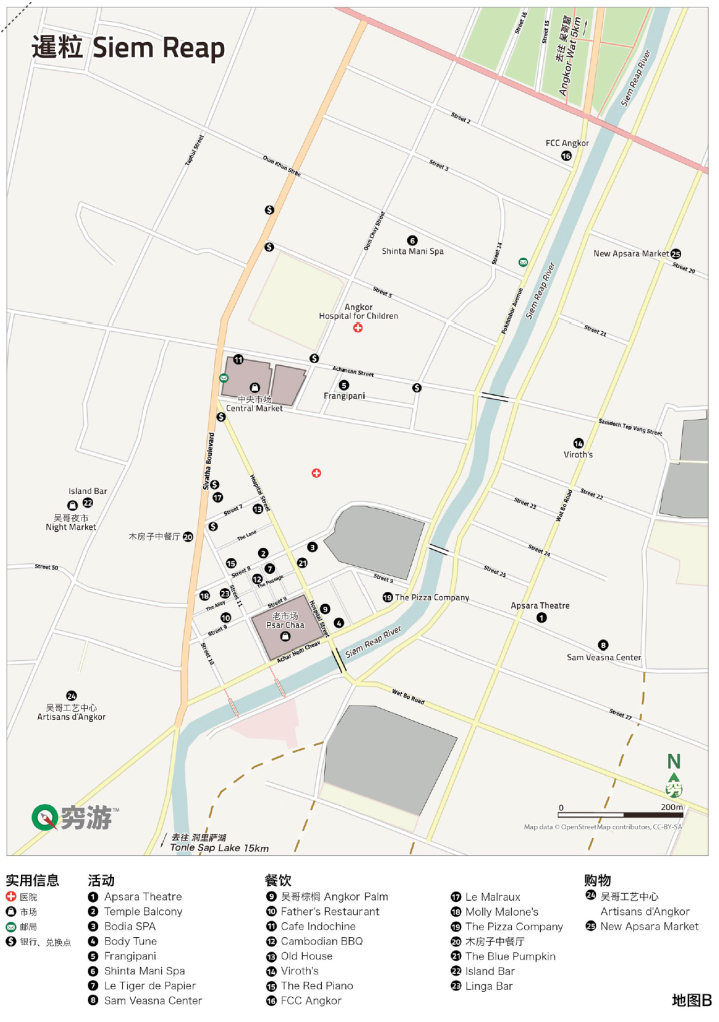 暹粒 Siem Reap
Street 16
Street 15
去往 吴哥窟
Angkor Wat 5km
Siem Reap River
Taphul Street
Street 2
Oum Khun Stree
Street 3
FCC Angkor
16
Oum Chay Street
6
Shinta Mani Spa
Street 14
New Apsara Market 25
Street 20
Siem Reap River
Pokombor Avenue
Street 5
Angkor
Hospital for Children
Street 21
11
Achamean Street
5
Frangipani
中央市场
Central Market
Samdech Tep Vong Street
Sivatha Boulevard
14
Viroth's
Island Bar
22
吴哥夜市
Night Market
17
Hospital Street
13
Street 7
Wat Bo Road
Street 22
Street 23
木房子中餐厅 20
The Lane
2
3
Street 24
15
7
21
Street 8
12
The Passage
Street 25
Street 50
18
23
The Alley
Street 11
Street 9
Street 9
19 The Pizza Company
Apsara Theatre
1
10
Street 9
老市场
Psar Chaa
9
4
Hospital Street
Siem Reap River
8
Sam Veasna Center
Street 10
Achar Hem Cheav
24
吴哥工艺中心
Artisans d'Angkor
Wat Bo Road
Street 27
N
穷
穷游™
0 200m
Map data © OpenStreetMap contributors, CC-BY-SA
去往 洞里萨湖
Tonle Sap Lake 15km
实用信息
医院
市场
邮局
$ 银行、兑换点
活动
1 Apsara Theatre
2 Temple Balcony
3 Bodia SPA
4 Body Tune
5 Frangipani
6 Shinta Mani Spa
7 Le Tiger de Papier
8 Sam Veasna Center
餐饮
9 吴哥棕榈 Angkor Palm
10 Father's Restaurant
11 Cafe Indochine
12 Cambodian BBQ
13 Old House
14 Viroth's
15 The Red Piano
16 FCC Angkor
17 Le Malraux
18 Molly Malone's
19 The Pizza Company
20 木房子中餐厅
21 The Blue Pumpkin
22 Island Bar
23 Linga Bar
购物
24 吴哥工艺中心
Artisans d'Angkor
25 New Apsara Market
地图B